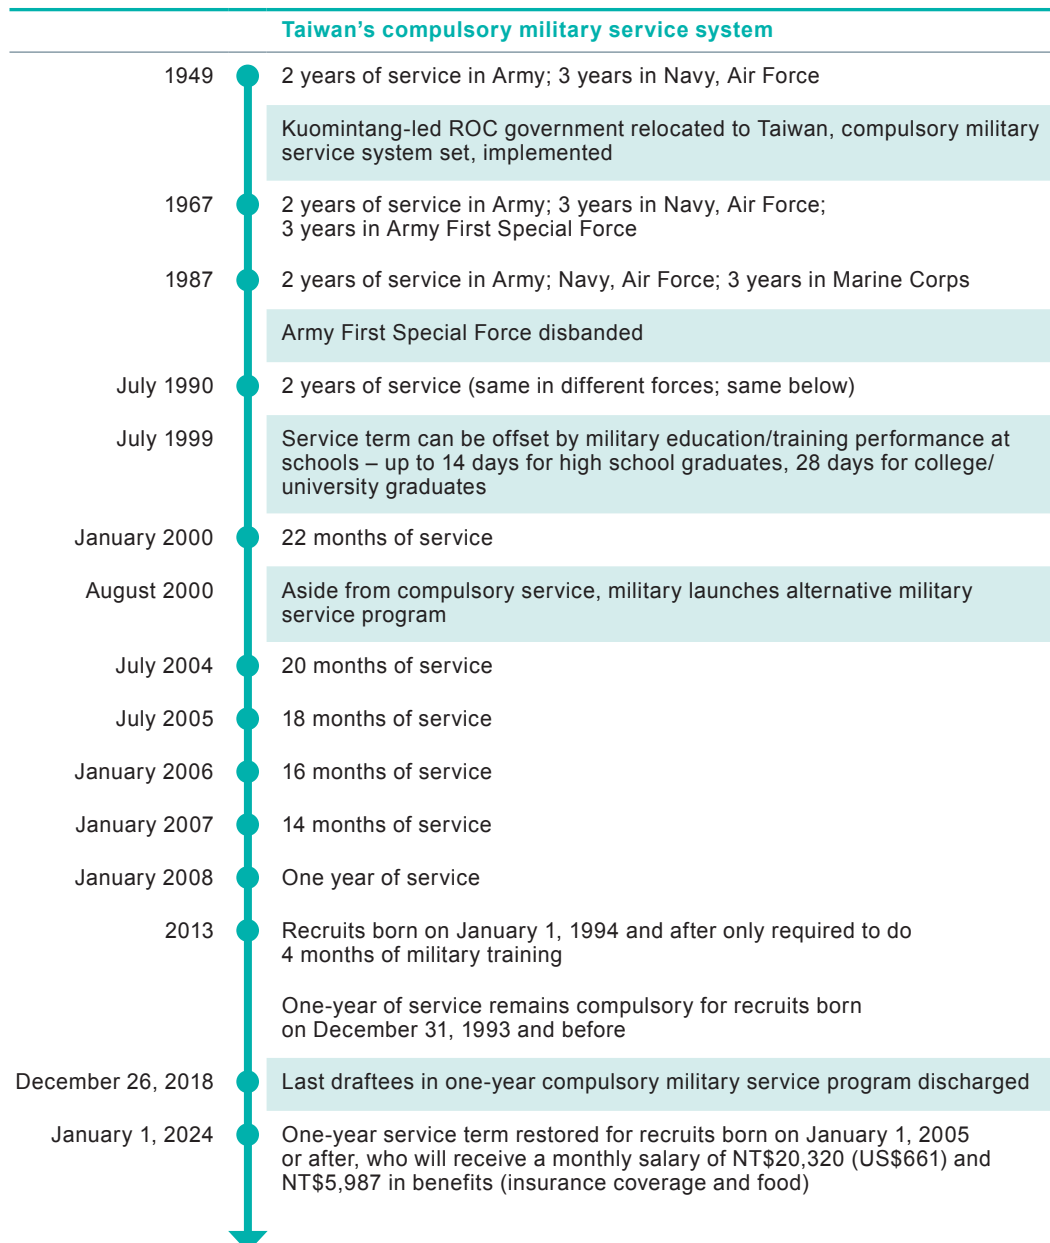 Taiwan's compulsory military service system
1949
2 years of service in Army; 3 years in Navy, Air Force
Kuomintang-led ROC government relocated to Taiwan, compulsory military
service system set, implemented
1967
2 years of service in Army; 3 years in Navy, Air Force;
3 years in Army First Special Force
1987
2 years of service in Army; Navy, Air Force; 3 years in Marine Corps
Army First Special Force disbanded
July 1990
2 years of service (same in different forces; same below)
July 1999
Service term can be offset by military education/training performance at
schools – up to 14 days for high school graduates, 28 days for college/
university graduates
January 2000
22 months of service
August 2000
Aside from compulsory service, military launches alternative military
service program
July 2004
20 months of service
July 2005
18 months of service
January 2006
16 months of service
January 2007
14 months of service
January 2008
One year of service
2013
Recruits born on January 1, 1994 and after only required to do
4 months of military training
One-year of service remains compulsory for recruits born
on December 31, 1993 and before
December 26, 2018
Last draftees in one-year compulsory military service program discharged
January 1, 2024
One-year service term restored for recruits born on January 1, 2005
or after, who will receive a monthly salary of NT$20,320 (US$661) and
NT$5,987 in benefits (insurance coverage and food)